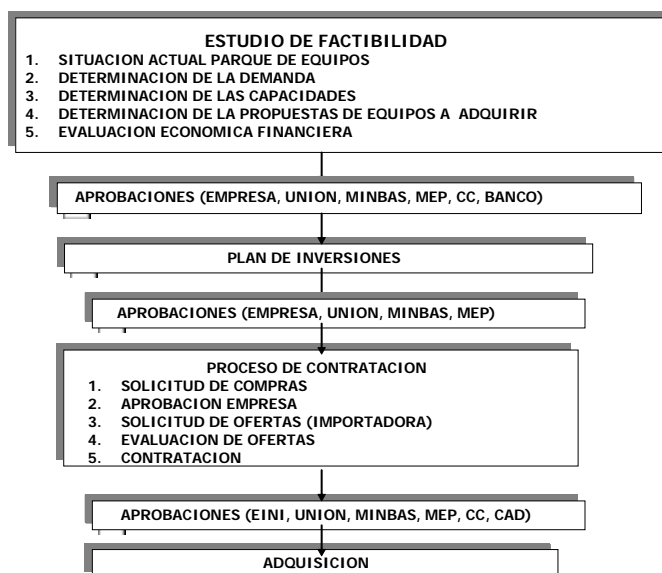 ESTUDIO DE FACTIBILIDAD
1. SITUACION ACTUAL PARQUE DE EQUIPOS
2. DETERMINACION DE LA DEMANDA
3. DETERMINACION DE LAS CAPACIDADES
4. DETERMINACION DE LA PROPUESTAS DE EQUIPOS A ADQUIRIR
5. EVALUACION ECONOMICA FINANCIERA
APROBACIONES (EMPRESA, UNION, MINBAS, MEP, CC, BANCO)
PLAN DE INVERSIONES
APROBACIONES (EMPRESA, UNION, MINBAS, MEP)
PROCESO DE CONTRATACION
1. SOLICITUD DE COMPRAS
2. APROBACION EMPRESA
3. SOLICITUD DE OFERTAS (IMPORTADORA)
4. EVALUACION DE OFERTAS
5. CONTRATACION
APROBACIONES (EINI, UNION, MINBAS, MEP, CC, CAD)
ADQUISICION